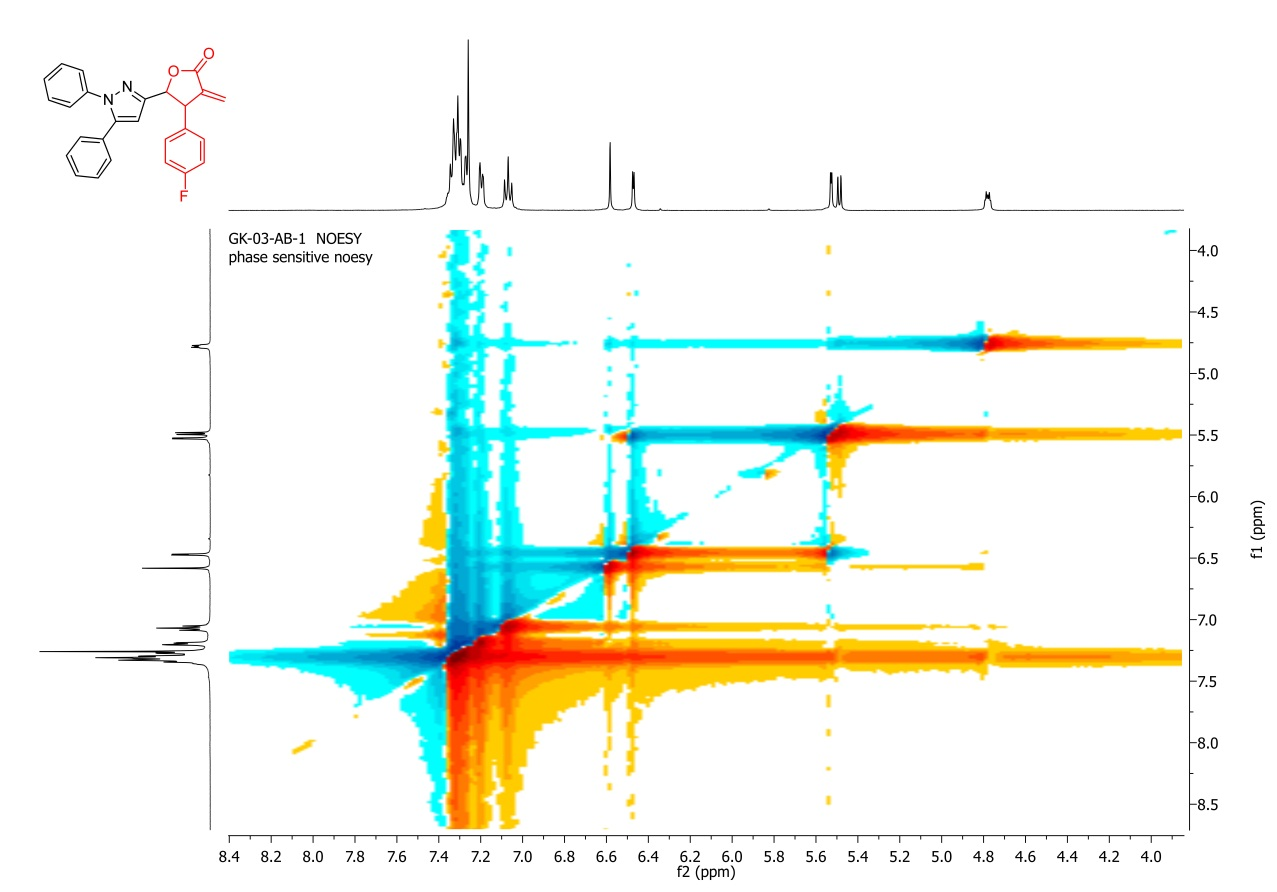 O
O
N
N
F
GK-03-AB-1 NOESY
phase sensitive noesy
4.0
4.5
5.0
5.5
6.0
6.5
7.0
7.5
8.0
8.5
f1 (ppm)
8.4 8.2 8.0 7.8 7.6 7.4 7.2 7.0 6.8 6.6 6.4 6.2 6.0 5.8 5.6 5.4 5.2 5.0 4.8 4.6 4.4 4.2 4.0
f2 (ppm)